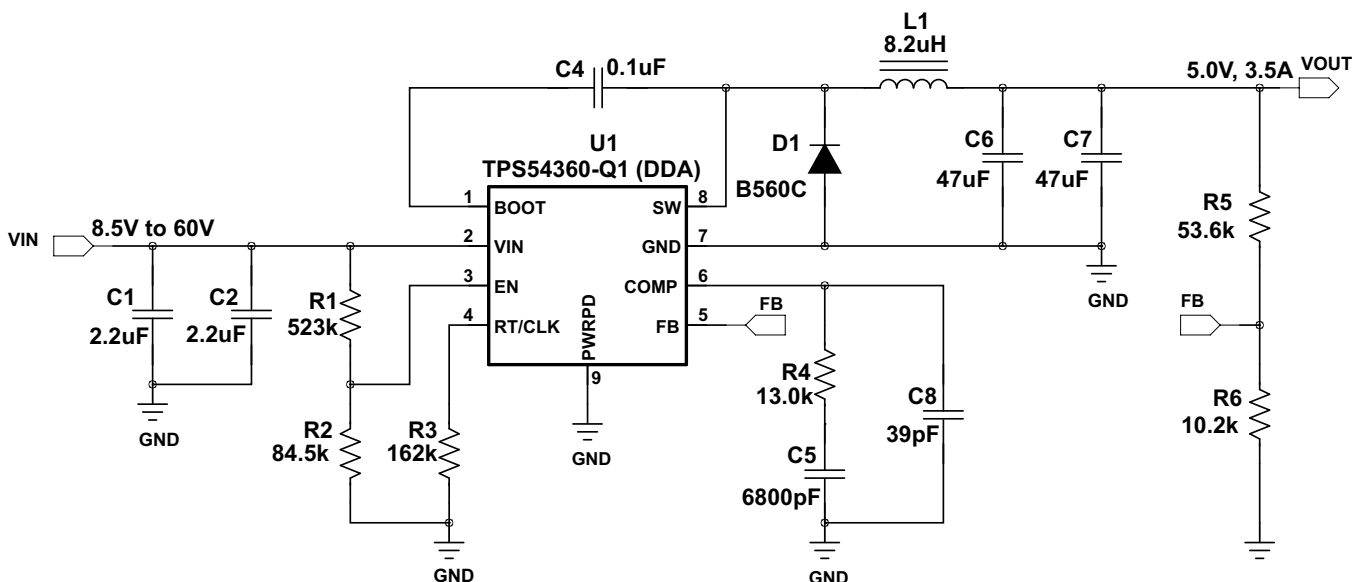 L1
8.2uH
C4
0.1uF
5.0V, 3.5A
VOUT
U1
TPS54360-Q1 (DDA)
D1
B560C
C6
47uF
C7
47uF
R5
53.6k
1
BOOT
SW
8
VIN
8.5V to 60V
2
VIN
GND
7
3
EN
COMP
6
GND
C1
2.2uF
C2
2.2uF
R1
523k
4
RT/CLK
PWRPD
FB
5
FB
FB
9
R4
13.0k
C8
39pF
R6
10.2k
GND
R2
84.5k
R3
162k
GND
C5
6800pF
GND
GND